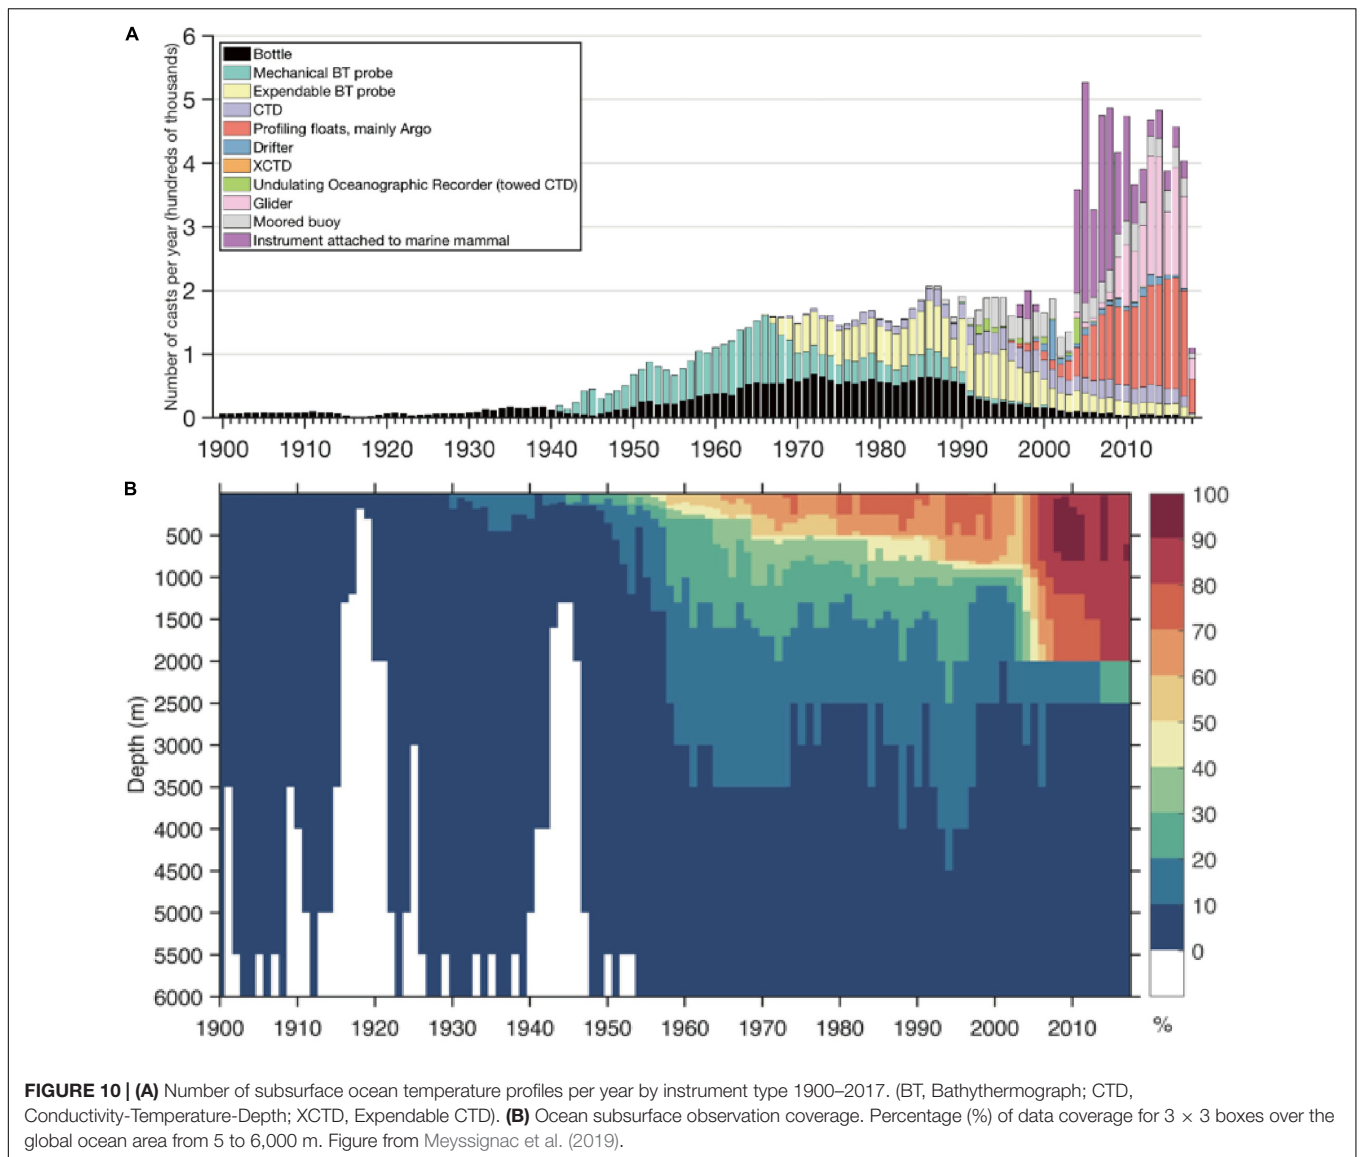 A
Number of casts per year (hundreds of thousands)
6
5
4
3
2
1
0
Bottle
Mechanical BT probe
Expendable BT probe
CTD
Profiling floats, mainly Argo
Drifter
XCTD
Undulating Oceanographic Recorder (towed CTD)
Glider
Moored buoy
Instrument attached to marine mammal
1900 1910 1920 1930 1940 1950 1960 1970 1980 1990 2000 2010
B
Depth (m)
500
1000
1500
2000
2500
3000
3500
4000
4500
5000
5500
6000
1900 1910 1920 1930 1940 1950 1960 1970 1980 1990 2000 2010
100
90
80
70
60
50
40
30
20
10
0
%
FIGURE 10 | (A) Number of subsurface ocean temperature profiles per year by instrument type 1900–2017. (BT, Bathythermograph; CTD,
Conductivity-Temperature-Depth; XCTD, Expendable CTD). (B) Ocean subsurface observation coverage. Percentage (%) of data coverage for 3 × 3 boxes over the
global ocean area from 5 to 6,000 m. Figure from Meyssignac et al. (2019).